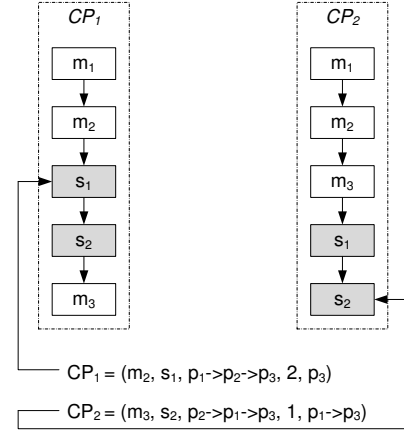 CP₁ CP₂
m₁ m₁
m₂ m₂
s₁ m₃
s₂ s₁
m₃ s₂
CP₁ = (m₂, s₁, p₁->p₂->p₃, 2, p₃)
CP₂ = (m₃, s₂, p₂->p₁->p₃, 1, p₁->p₃)